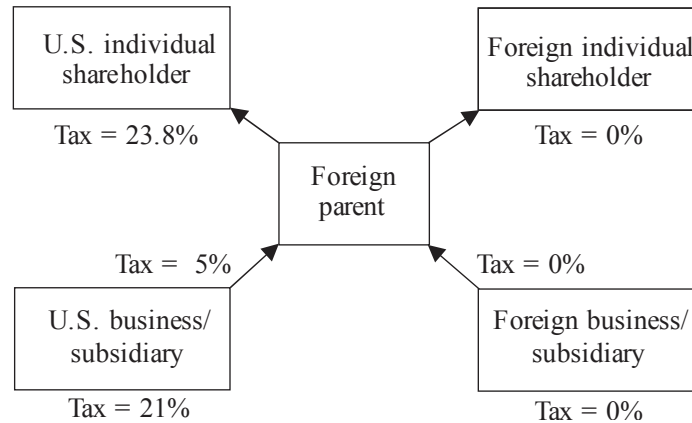 U.S. individual
shareholder
Tax = 23.8%
Foreign individual
shareholder
Tax = 0%
Foreign
parent
Tax = 5%
Tax = 0%
U.S. business/
subsidiary
Tax = 21%
Foreign business/
subsidiary
Tax = 0%